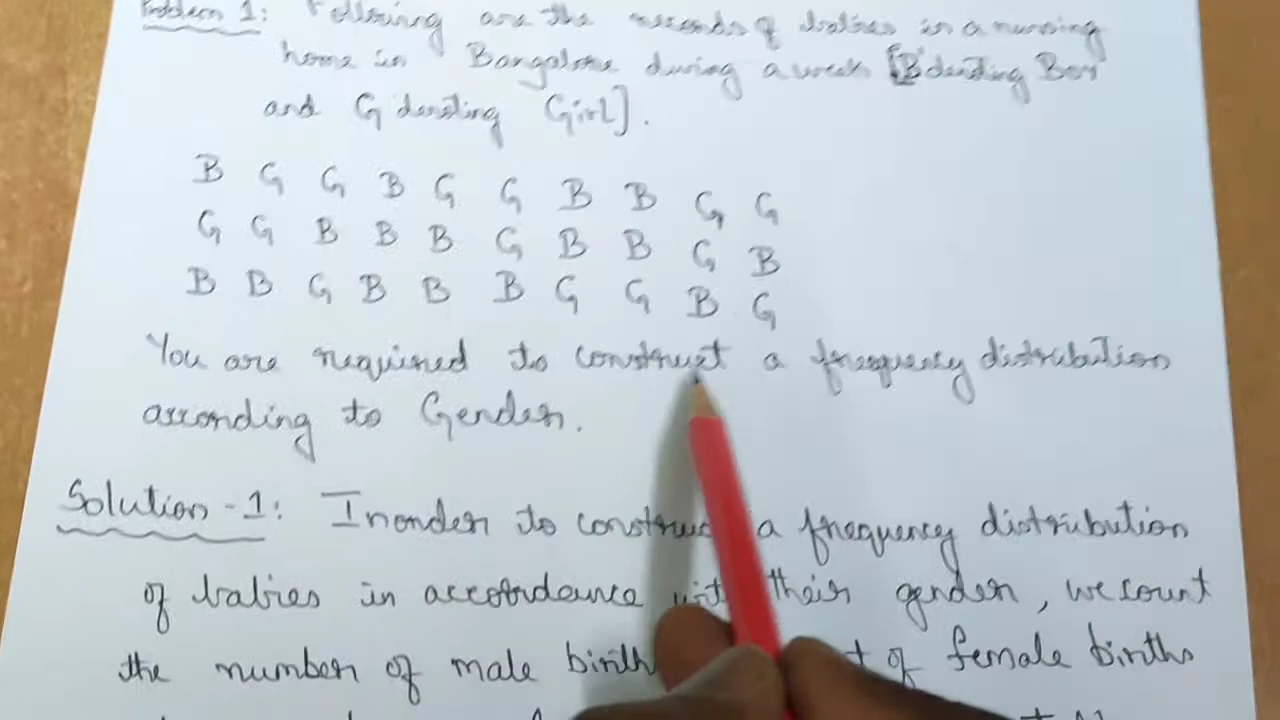 Problem 1: Following are the records of babies in a nursing
home in Bangalore during a week [B denoting Boy
and G denoting Girl].
B G G B G G B B G G
G G B B B G B B G B
B B G B B B G G B G
You are required to construct a frequency distribution
according to Gender.
Solution-1: Inorder to construct a frequency distribution
of babies in accordance with their gender, we count
the number of male births of female births